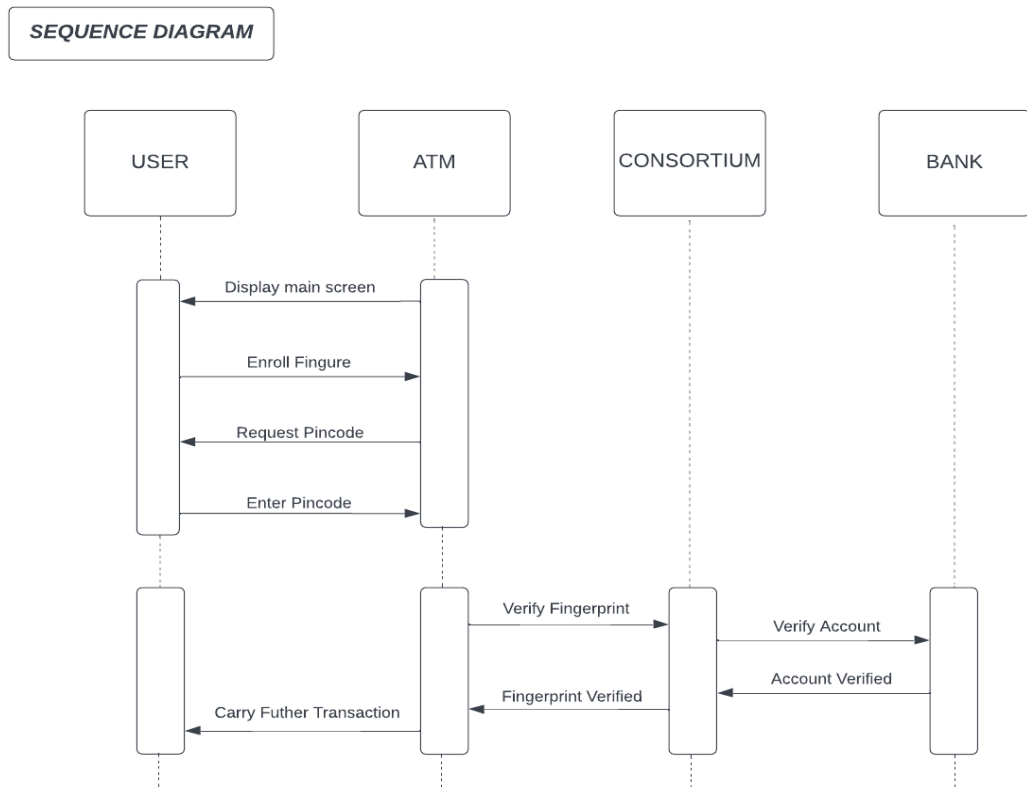 SEQUENCE DIAGRAM
USER
ATM
CONSORTIUM
BANK
Display main screen
Enroll Fingure
Request Pincode
Enter Pincode
Verify Fingerprint
Verify Account
Account Verified
Fingerprint Verified
Carry Futher Transaction